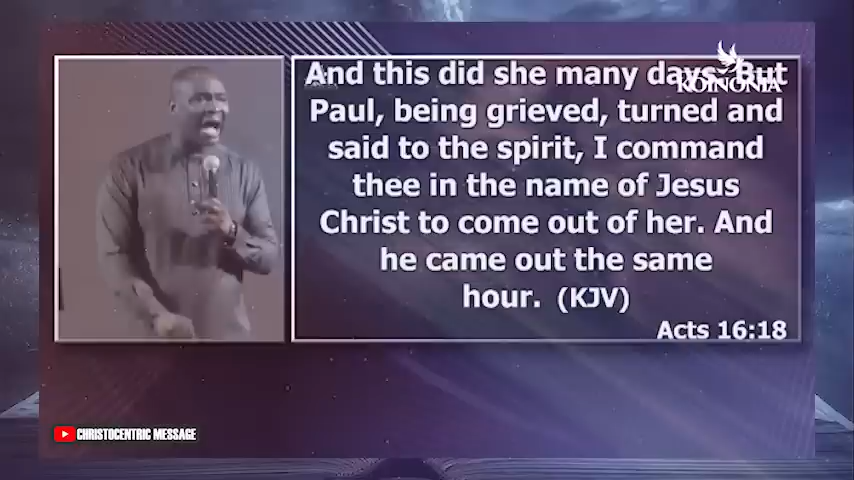 And this did she many days. But
KOINONIA
Paul, being grieved, turned and
said to the spirit, I command
thee in the name of Jesus
Christ to come out of her. And
he came out the same
hour. (KJV)
Acts 16:18
CHRISTOCENTRIC MESSAGE